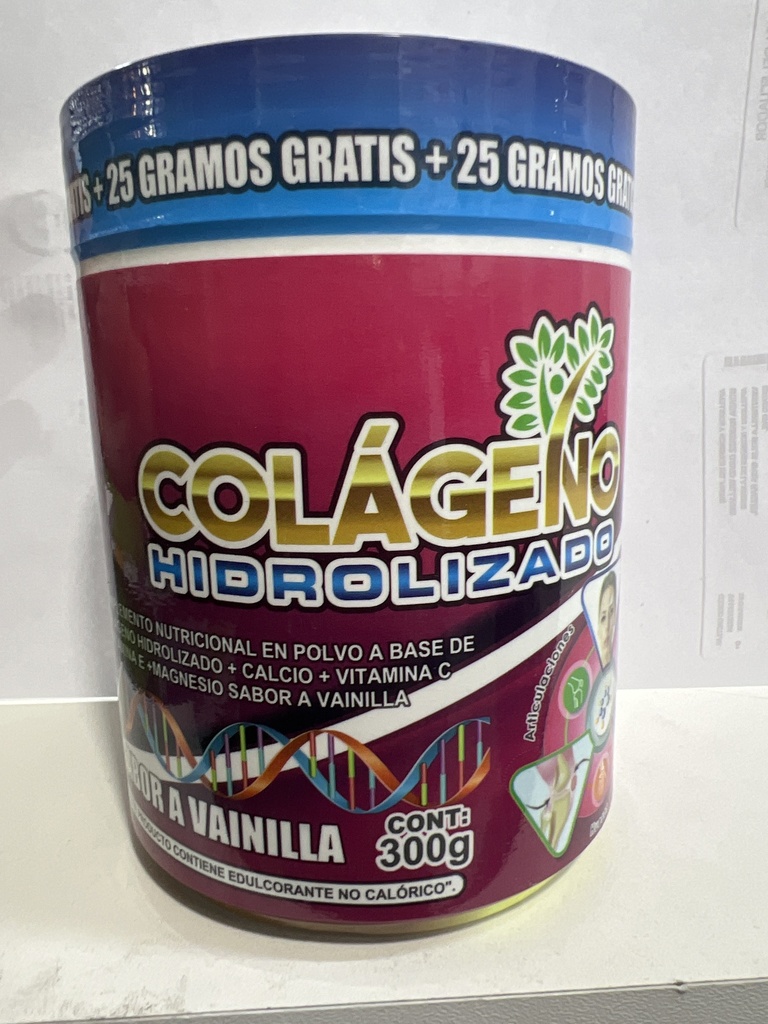 + 25 GRAMOS GRATIS + 25 GRAMOS
COLÁGENO
HIDROLIZADO
NUTRICIONAL EN POLVO A BASE DE
HIDROLIZADO + CALCIO + VITAMINA C
E +MAGNESIO SABOR A VAINILLA
Articulaciones
A VAINILLA
CONT:
300g
PRODUCTO CONTIENE EDULCORANTE NO CALÓRICO".